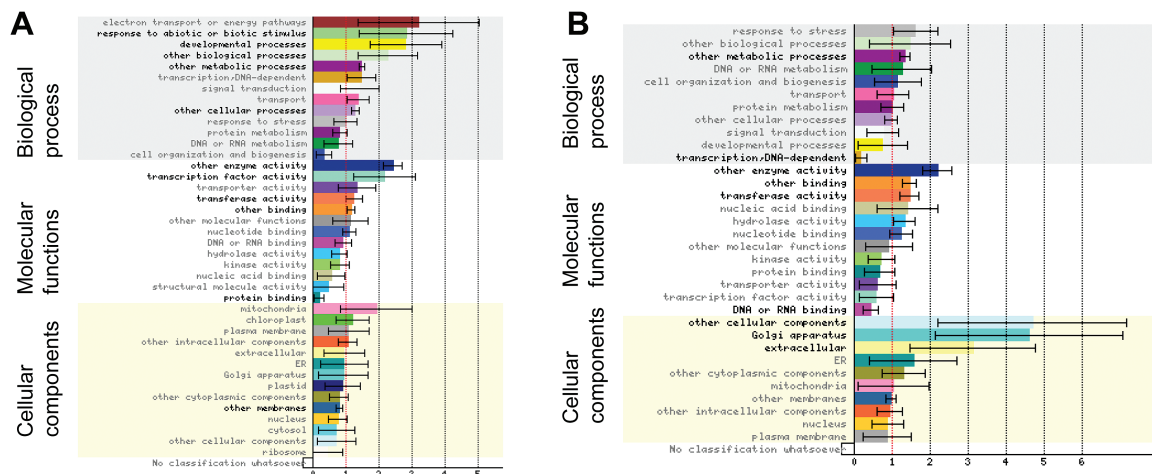 A
electron transport or energy pathways
response to abiotic or biotic stimulus
developmental processes
other biological processes
other metabolic processes
transcription,DNA-dependent
signal transduction
transport
other cellular processes
response to stress
protein metabolism
DNA or RNA metabolism
cell organization and biogenesis
other enzyme activity
transcription factor activity
transporter activity
transferase activity
other binding
other molecular functions
nucleotide binding
DNA or RNA binding
hydrolase activity
kinase activity
nucleic acid binding
structural molecule activity
protein binding
mitochondria
chloroplast
plasma membrane
other intracellular components
extracellular
ER
Golgi apparatus
plastid
other cytoplasmic components
other membranes
nucleus
cytosol
other cellular components
ribosome
No classification whatsoever
0 1 2 3 4 5
Biological
process
Molecular
functions
Cellular
components
B
response to stress
other biological processes
other metabolic processes
DNA or RNA metabolism
cell organization and biogenesis
transport
protein metabolism
other cellular processes
signal transduction
developmental processes
transcription,DNA-dependent
other enzyme activity
other binding
transferase activity
nucleic acid binding
hydrolase activity
nucleotide binding
other molecular functions
kinase activity
protein binding
transporter activity
transcription factor activity
DNA or RNA binding
other cellular components
Golgi apparatus
extracellular
ER
other cytoplasmic components
mitochondria
other membranes
other intracellular components
nucleus
plasma membrane
No classification whatsoever
0 1 2 3 4 5 6
Biological
process
Molecular
functions
Cellular
components